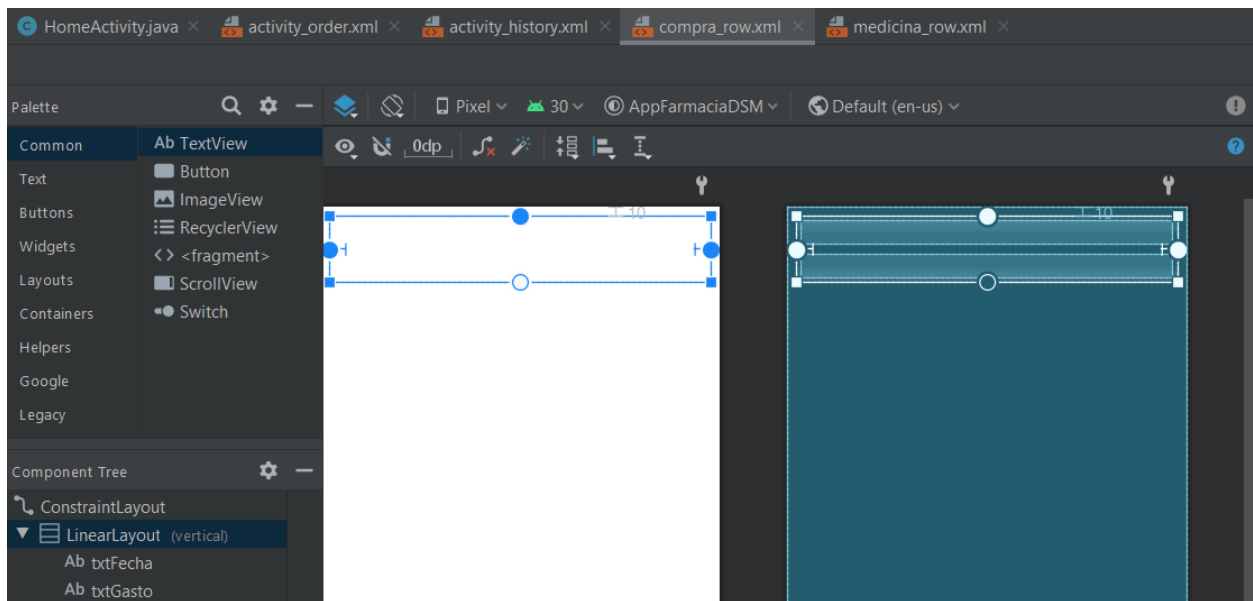 HomeActivity.java activity_order.xml activity_history.xml compra_row.xml medicina_row.xml
Palette Pixel 30 AppFarmaciaDSM Default (en-us)
Common Ab TextView 0dp
Text Button
Buttons ImageView
Widgets RecyclerView
Layouts <fragment>
Containers ScrollView
Helpers Switch
Google
Legacy
10 10
Component Tree
ConstraintLayout
LinearLayout (vertical)
Ab txtFecha
Ab txtGasto